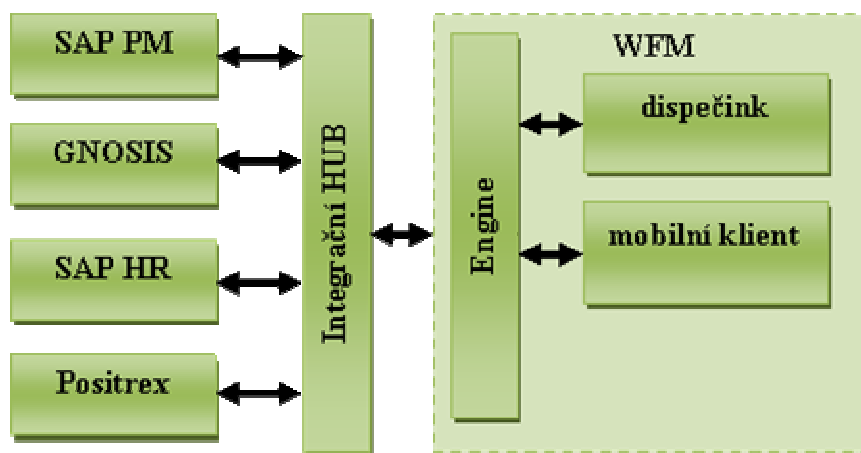 SAP PM
GNOSIS
SAP HR
Positrex
Integrační HUB
WFM
Engine
dispečink
mobilní klient